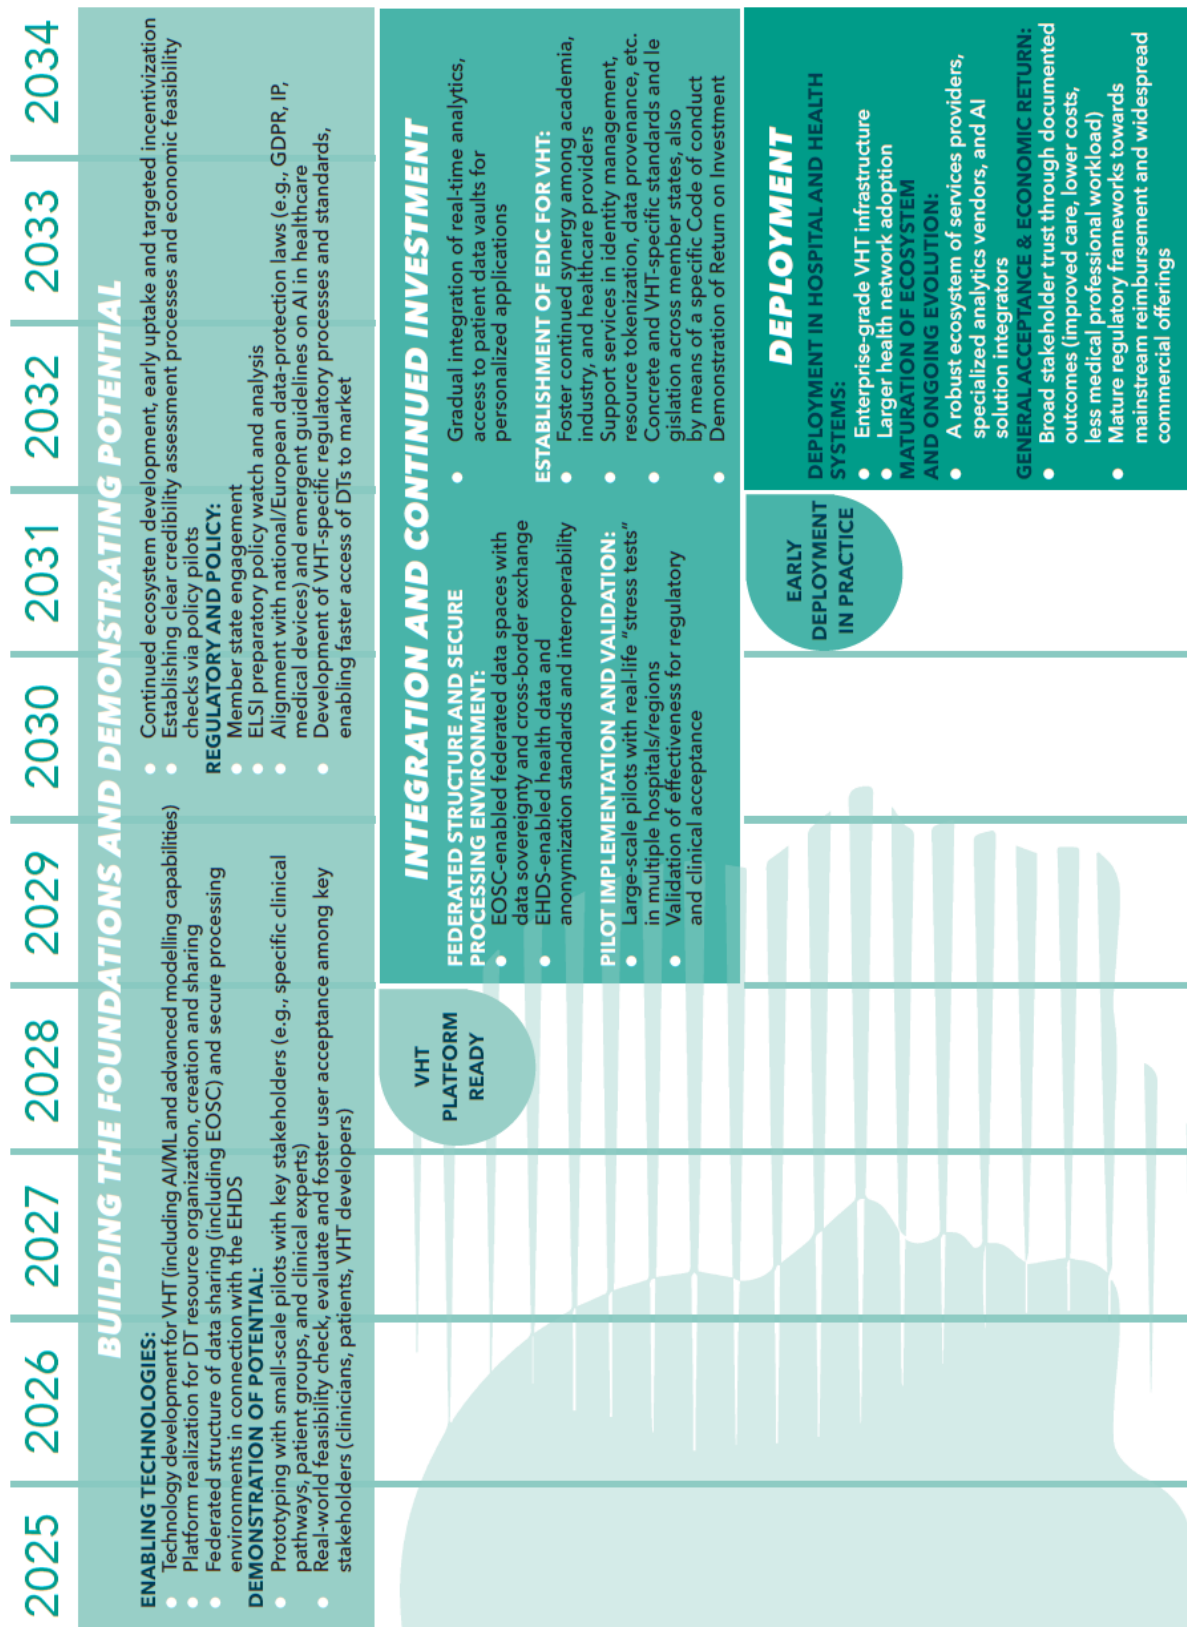 2025
2026
2027
2028
2029
2030
2031
2032
2033
2034
BUILDING THE FOUNDATIONS AND DEMONSTRATING POTENTIAL
ENABLING TECHNOLOGIES:
Technology development for VHT (including AI/ML and advanced modelling capabilities)
Platform realization for DT resource organization, creation and sharing
Federated structure of data sharing (including EOSC) and secure processing
environments in connection with the EHDS
DEMONSTRATION OF POTENTIAL:
Prototyping with small-scale pilots with key stakeholders (e.g., specific clinical
pathways, patient groups, and clinical experts)
Real-world feasibility check, evaluate and foster user acceptance among key
stakeholders (clinicians, patients, VHT developers)
Continued ecosystem development, early uptake and targeted incentivization
Establishing clear credibility assessment processes and economic feasibility
checks via policy pilots
REGULATORY AND POLICY:
Member state engagement
ELSI preparatory policy watch and analysis
Alignment with national/European data-protection laws (e.g., GDPR, IP,
medical devices) and emergent guidelines on AI in healthcare
Development of VHT-specific regulatory processes and standards,
enabling faster access of DTs to market
VHT
PLATFORM
READY
INTEGRATION AND CONTINUED INVESTMENT
FEDERATED STRUCTURE AND SECURE
PROCESSING ENVIRONMENT:
EOSC-enabled federated data spaces with
data sovereignty and cross-border exchange
EHDS-enabled health data and
anonymization standards and interoperability
PILOT IMPLEMENTATION AND VALIDATION:
Large-scale pilots with real-life “stress tests”
in multiple hospitals/regions
Validation of effectiveness for regulatory
and clinical acceptance
Gradual integration of real-time analytics,
access to patient data vaults for
personalized applications
ESTABLISHMENT OF EDIC FOR VHT:
Foster continued synergy among academia,
industry, and healthcare providers
Support services in identity management,
resource tokenization, data provenance, etc.
Concrete and VHT-specific standards and le
gislation across member states, also
by means of a specific Code of conduct
Demonstration of Return on Investment
EARLY
DEPLOYMENT
IN PRACTICE
DEPLOYMENT
DEPLOYMENT IN HOSPITAL AND HEALTH
SYSTEMS:
Enterprise-grade VHT infrastructure
Larger health network adoption
MATURATION OF ECOSYSTEM
AND ONGOING EVOLUTION:
A robust ecosystem of services providers,
specialized analytics vendors, and AI
solution integrators
GENERAL ACCEPTANCE & ECONOMIC RETURN:
Broad stakeholder trust through documented
outcomes (improved care, lower costs,
less medical professional workload)
Mature regulatory frameworks towards
mainstream reimbursement and widespread
commercial offerings